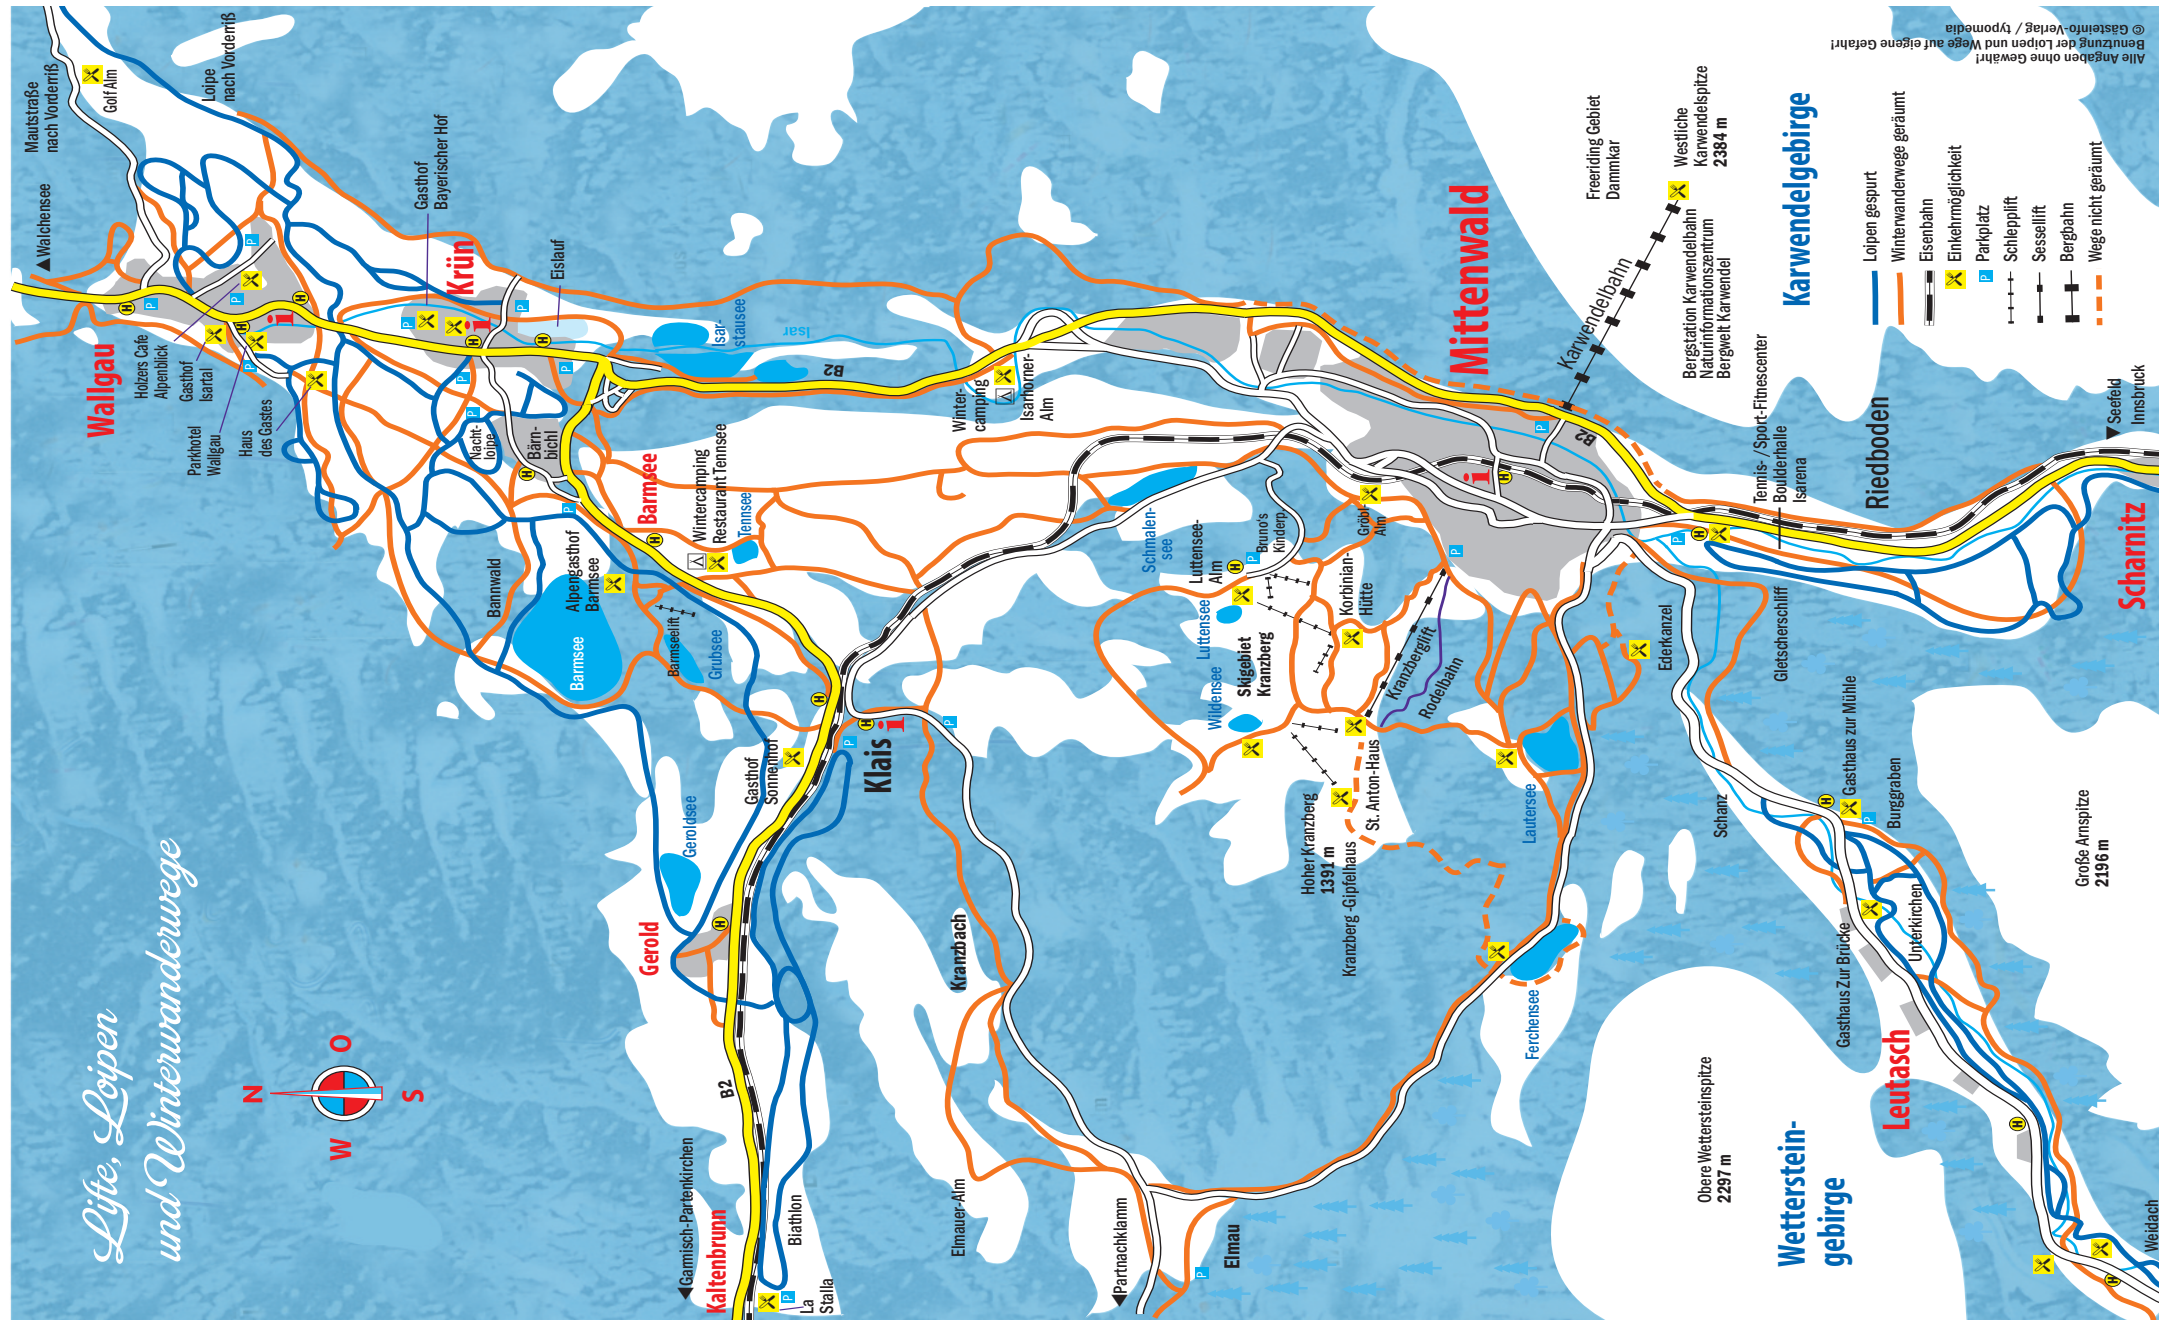 Lifte, Loipen
und Winterwanderwege
N
O
S
W
Mautstraße
nach Vorderriß
Golf Alm
Loipe
nach Vorderriß
Walchensee
Wallgau
Holzers Cafe
Alpenblick
Gasthof
Isartal
Parkhotel
Wallgau
Haus
des Gastes
Gasthof
Bayerischer Hof
Krün
Eislauf
Nacht-
loipe
Bärn-
bichl
Isar-
stausee
Isar
B2
Winter-
camping
Isarhorner-
Alm
Barmsee
Wintercamping
Restaurant Tennsee
Tennsee
Bannwald
Alpengasthof
Barmsee
Barmsee
Barmseelift
Grubsee
Gasthof
Sonnenhof
Klais
Geroldsee
Gerold
B2
Garmisch-Partenkirchen
Kaltenbrunn
Biathlon
La
Stalla
Kranzbach
Elmauer-Alm
Partnachklamm
Elmau
Schmalen-
see
Luttensee-
Alm
Bruno's
Kinderp.
Gröbl-
Alm
Luttensee
Wildensee
Skigebiet
Kranzberg
Korbinian-
Hütte
Kranzberglift
Rodelbahn
St. Anton-Haus
Hoher Kranzberg
1391 m
Kranzberg -Gipfelhaus
Lautersee
Ferchensee
Mittenwald
B2
Karwendelbahn
Freeriding Gebiet
Dammkar
Westliche
Karwendelspitze
2384 m
Bergstation Karwendelbahn
Naturinformationszentrum
Bergwelt Karwendel
Karwendelgebirge
Tennis- / Sport-Fitnescenter
Boulderhalle
Isarena
Riedboden
Seefeld
Innsbruck
Scharnitz
Ederkanzel
Gletscherschliff
Schanz
Gasthaus zur Mühle
Burggraben
Große Arnspitze
2196 m
Unterkirchen
Gasthaus Zur Brücke
Leutasch
Obere Wettersteinspitze
2297 m
Wetterstein-
gebirge
Weidach
Loipen gespurt
Winterwanderwege geräumt
Eisenbahn
Einkehrmöglichkeit
Parkplatz
Schlepplift
Sessellift
Bergbahn
Wege nicht geräumt
Alle Angaben ohne Gewähr!
Benutzung der Loipen und Wege auf eigene Gefahr!
© Gästeinfo-Verlag / typomedia